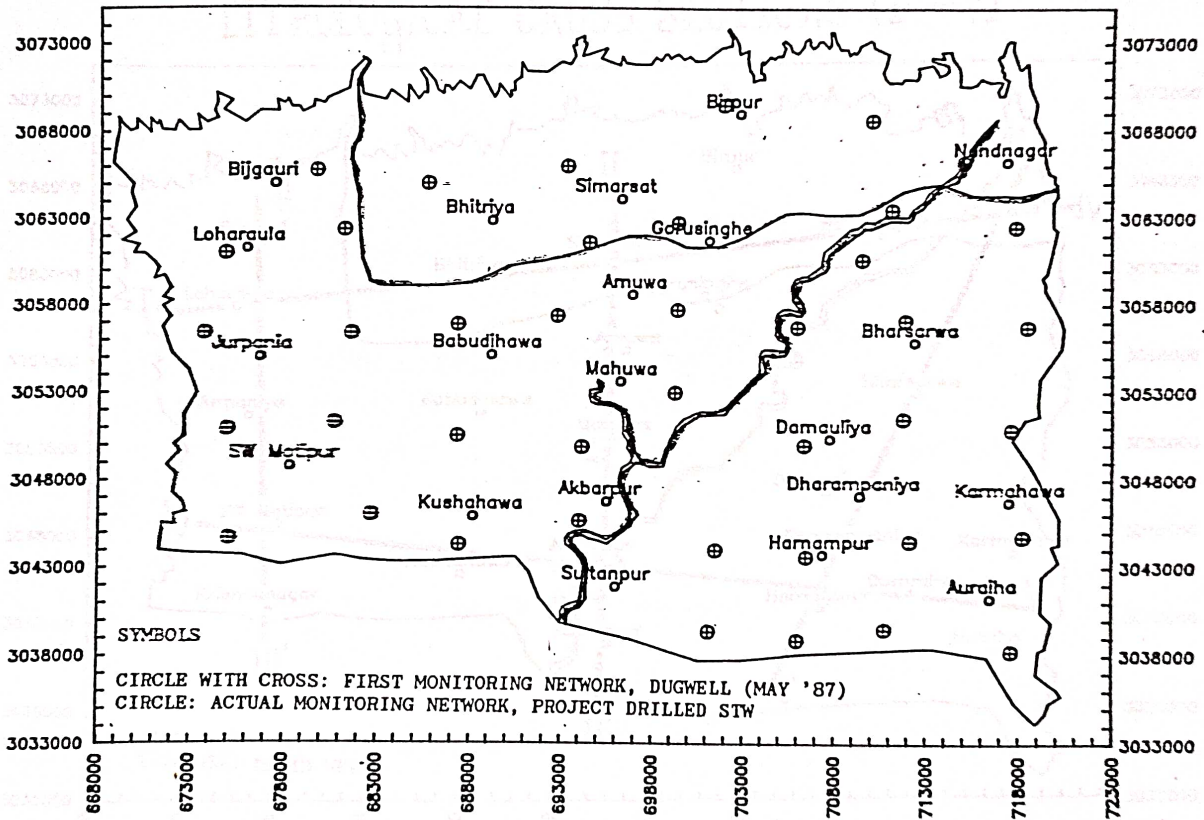 3073000
3073000
3068000
3068000
3063000
3063000
3058000
3058000
3053000
3053000
3048000
3048000
3043000
3043000
3038000
3038000
3033000
3033000
Birpur
Nandnagar
Bijgauri
Simarsat
Bhitriya
Loharaula
Gorusinghe
Amuwa
Bharsarwa
Jurpania
Babudihawa
Mahuwa
Damauliya
SW Motipur
Dharampaniya
Akbarpur
Karmahawa
Kushahawa
Harnampur
Sultanpur
Auraiha
SYMBOLS
CIRCLE WITH CROSS: FIRST MONITORING NETWORK, DUGWELL (MAY '87)
CIRCLE: ACTUAL MONITORING NETWORK, PROJECT DRILLED STW
668000
673000
678000
683000
688000
693000
698000
703000
708000
713000
718000
723000